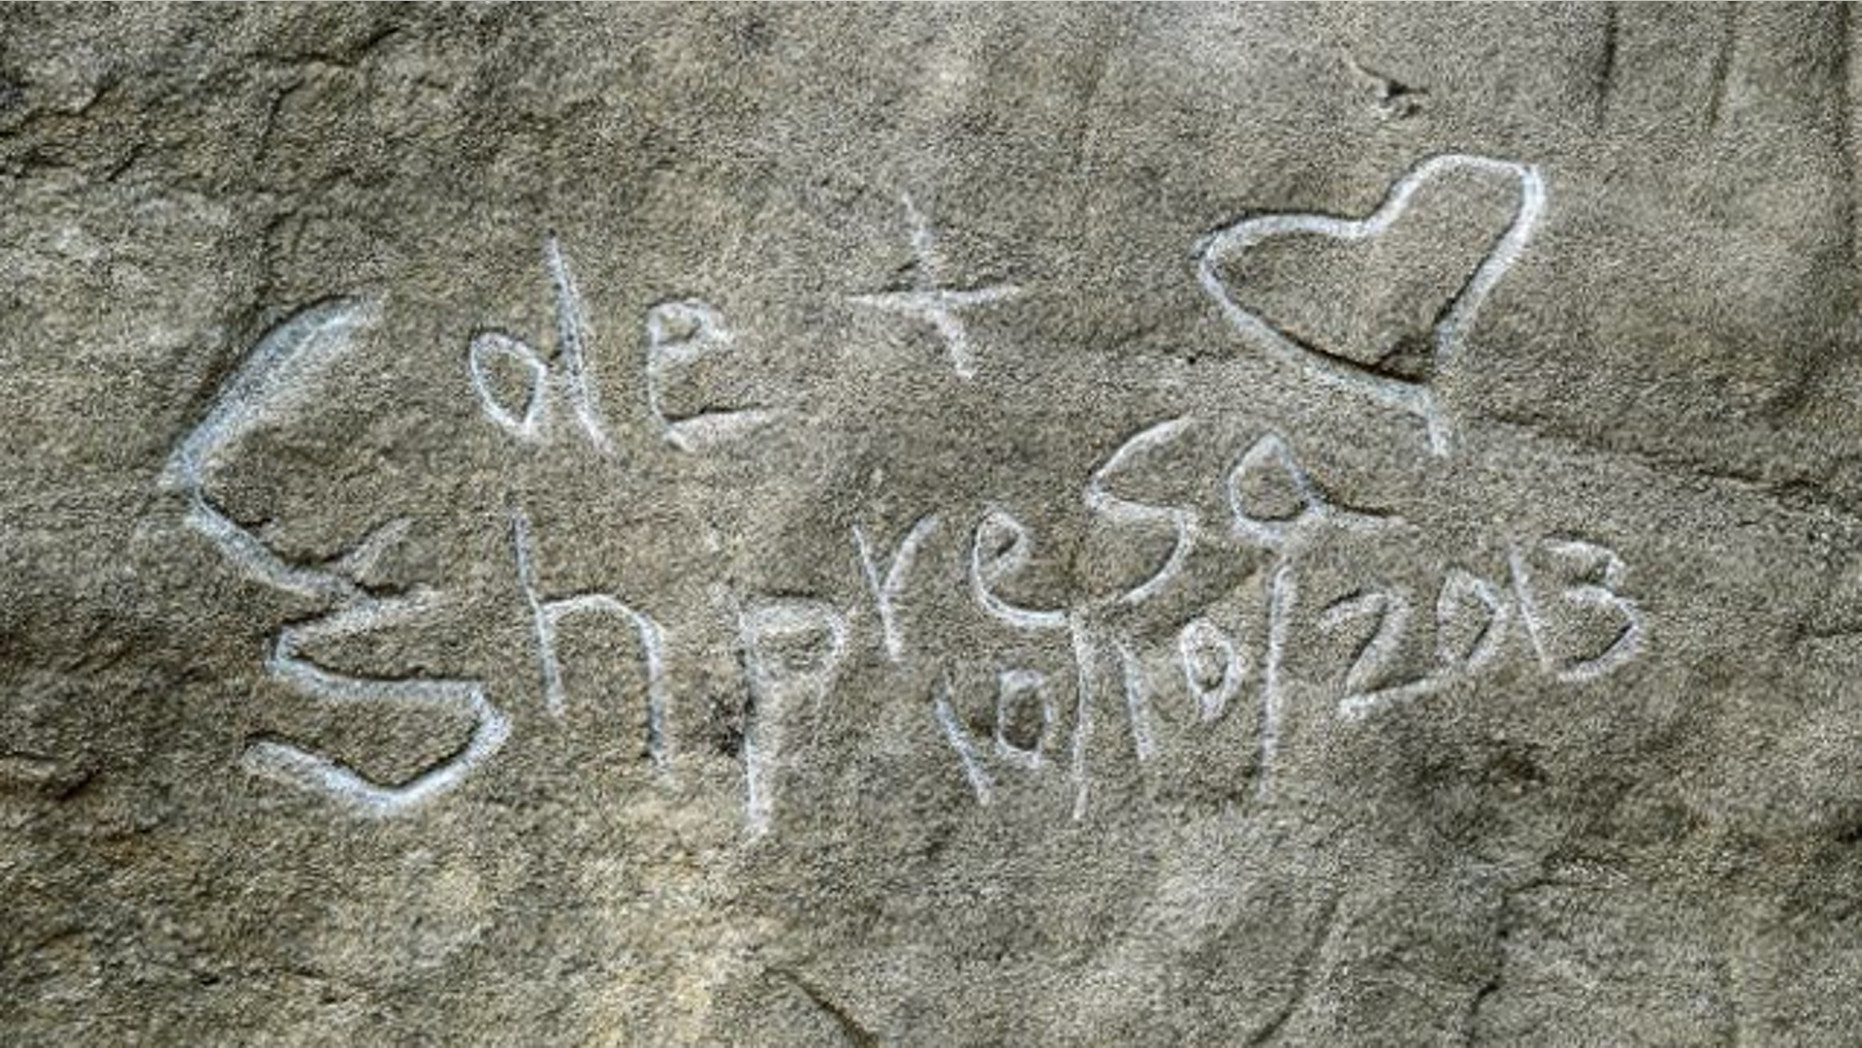 Cole + ♡
Shpresa
10/10/2013